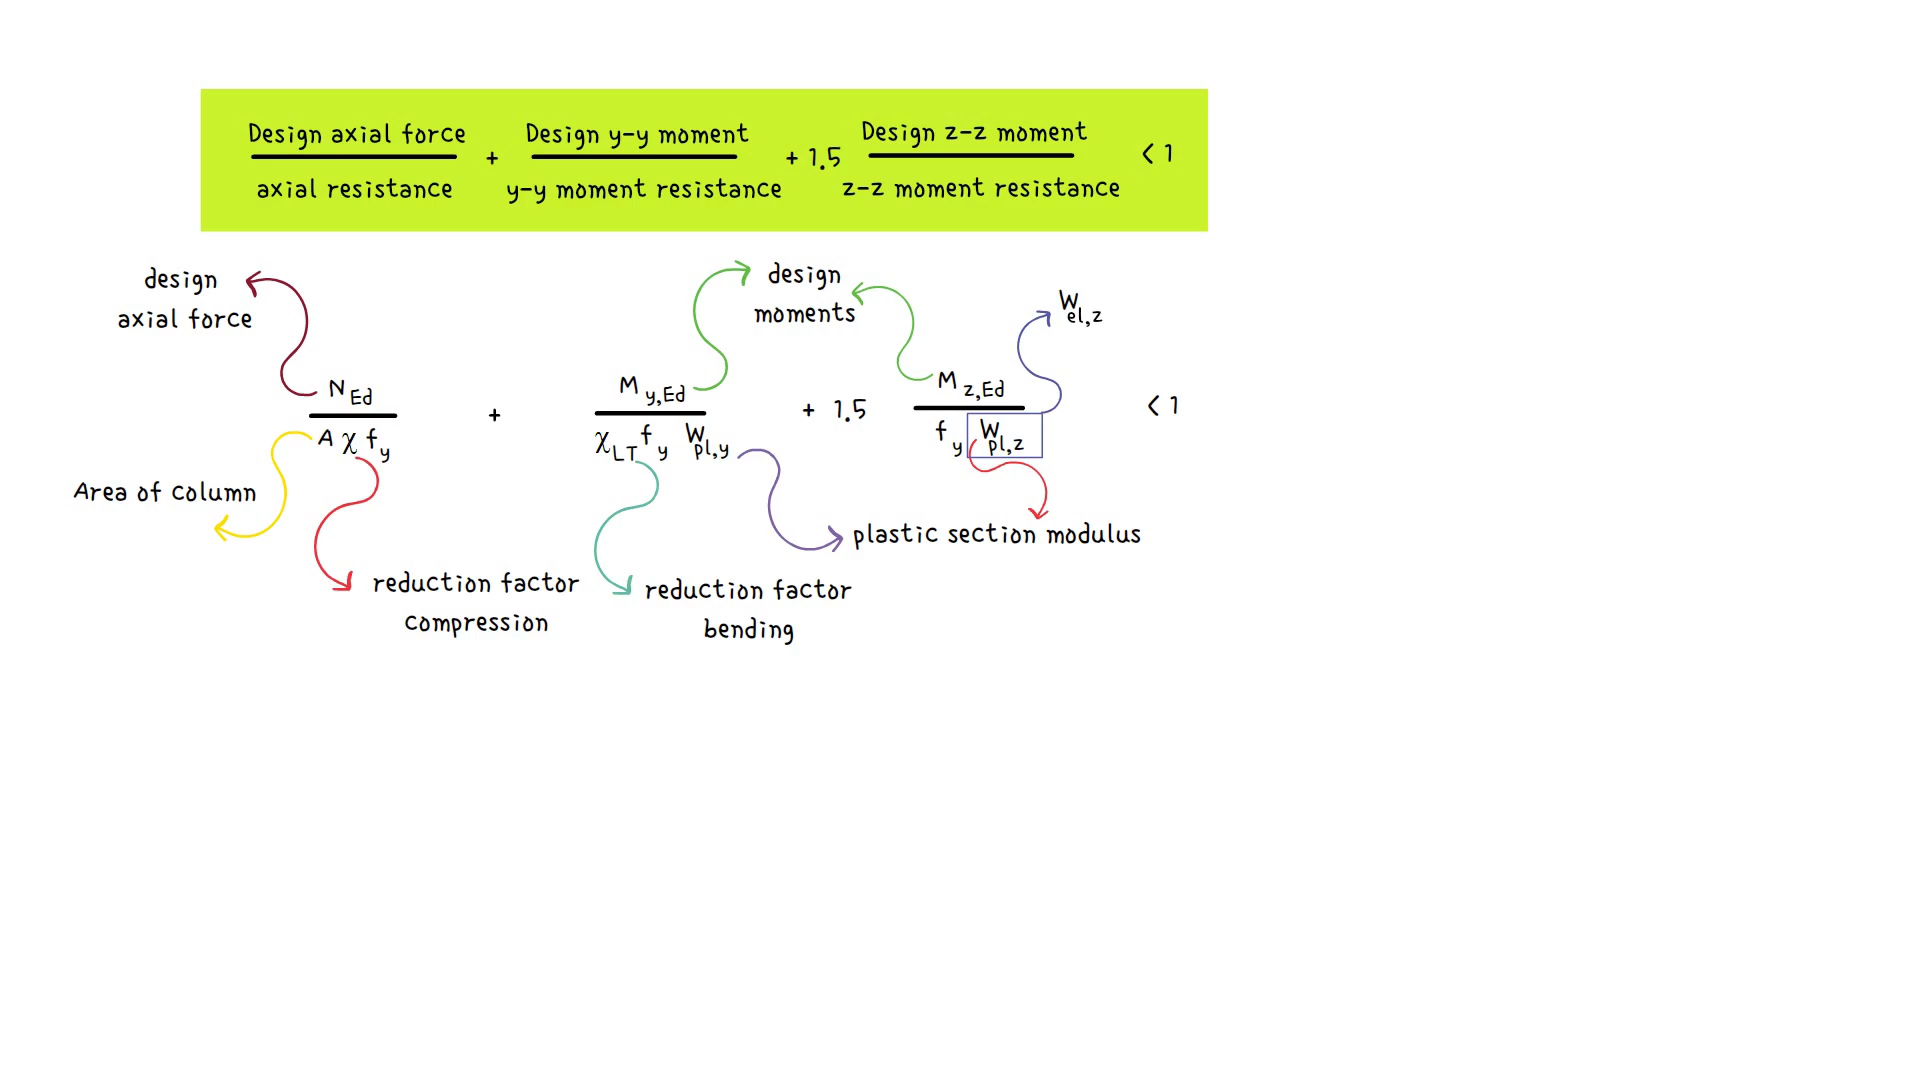 Design axial force
axial resistance
+
Design y-y moment
y-y moment resistance
+ 1.5
Design z-z moment
z-z moment resistance
< 1
design
axial force
design
moments
W el,z
N Ed
A χ f y
+
M y,Ed
χ LT f y W pl,y
+ 1.5
M z,Ed
f y W pl,z
< 1
Area of column
plastic section modulus
reduction factor
compression
reduction factor
bending